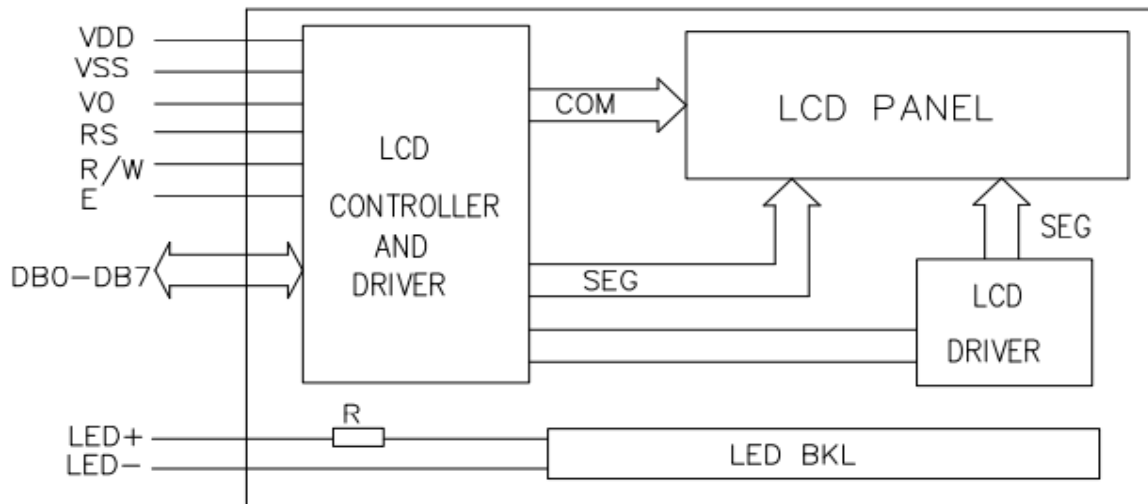 VDD
VSS
V0
RS
R/W
E
DB0-DB7
LCD
CONTROLLER
AND
DRIVER
COM
SEG
LCD PANEL
SEG
LCD
DRIVER
LED+
LED-
R
LED BKL